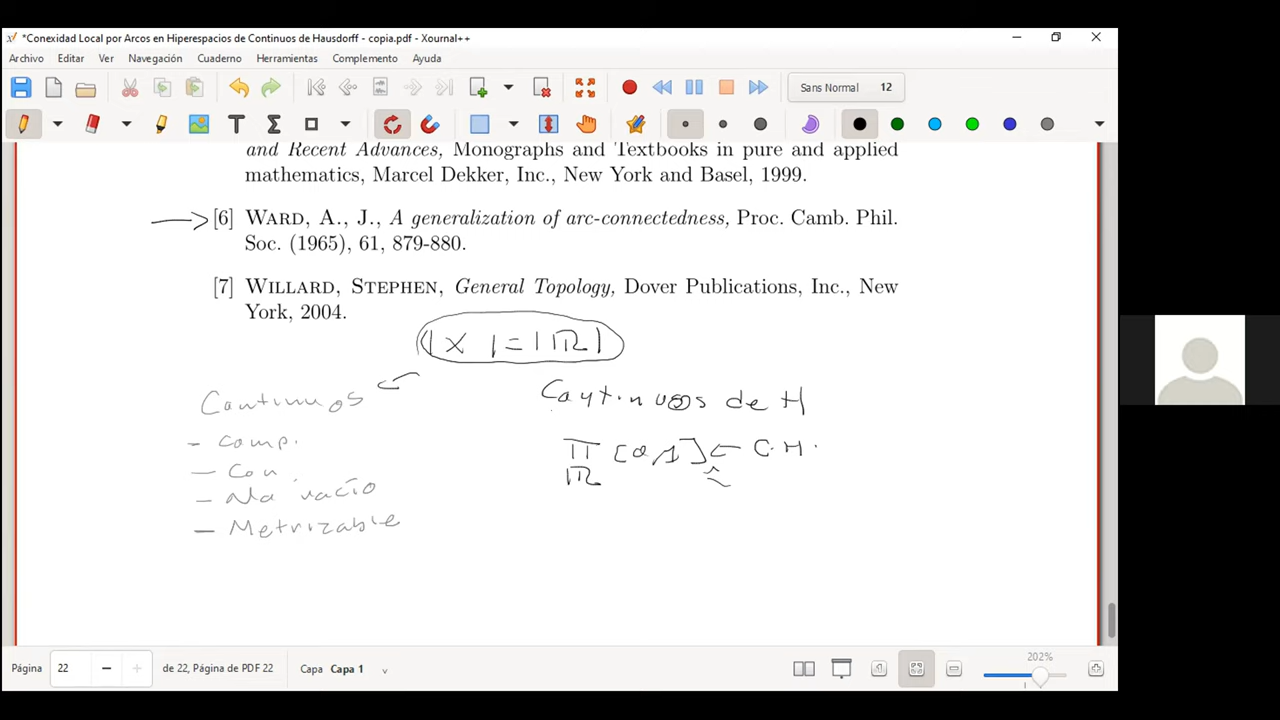 *Conexidad Local por Arcos en Hiperespacios de Continuos de Hausdorff - copia.pdf - Xournal++
Archivo Editar Ver Navegación Cuaderno Herramientas Complemento Ayuda
Sans Normal 12
and Recent Advances, Monographs and Textbooks in pure and applied
mathematics, Marcel Dekker, Inc., New York and Basel, 1999.
[6] WARD, A., J., A generalization of arc-connectedness, Proc. Camb. Phil.
Soc. (1965), 61, 879-880.
[7] WILLARD, STEPHEN, General Topology, Dover Publications, Inc., New
York, 2004.
|X| = |ℝ|
Continuos
- comp.
- Con
- No vacío
- Metrizable
Continuos de H
∏ [0,1] ← C.H.
ℝ
Página 22 de 22, Página de PDF 22 Capa Capa 1
202%